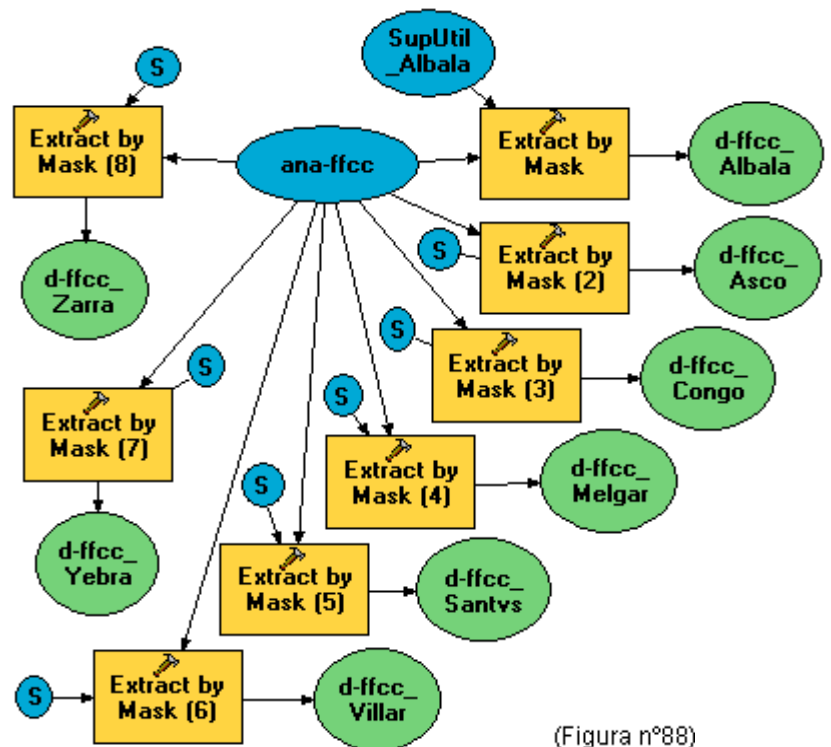 SupUtil
_Albala
S
Extract by
Mask (8)
ana-ffcc
Extract by
Mask
d-ffcc_
Albala
S
Extract by
Mask (2)
d-ffcc_
Asco
d-ffcc_
Zarra
S
Extract by
Mask (3)
d-ffcc_
Congo
S
Extract by
Mask (7)
S
Extract by
Mask (4)
d-ffcc_
Melgar
S
d-ffcc_
Yebra
Extract by
Mask (5)
d-ffcc_
Santvs
S
Extract by
Mask (6)
d-ffcc_
Villar
(Figura nº88)